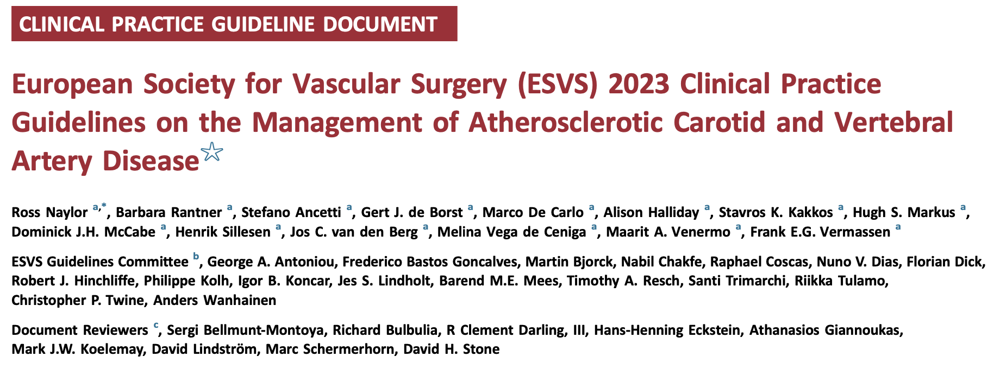 CLINICAL PRACTICE GUIDELINE DOCUMENT
European Society for Vascular Surgery (ESVS) 2023 Clinical Practice
Guidelines on the Management of Atherosclerotic Carotid and Vertebral
Artery Disease☆
Ross Naylor a,*, Barbara Rantner a, Stefano Ancetti a, Gert J. de Borst a, Marco De Carlo a, Alison Halliday a, Stavros K. Kakkos a, Hugh S. Markus a,
Dominick J.H. McCabe a, Henrik Sillesen a, Jos C. van den Berg a, Melina Vega de Ceniga a, Maarit A. Venermo a, Frank E.G. Vermassen a
ESVS Guidelines Committee b, George A. Antoniou, Frederico Bastos Goncalves, Martin Bjorck, Nabil Chakfe, Raphael Coscas, Nuno V. Dias, Florian Dick,
Robert J. Hinchliffe, Philippe Kolh, Igor B. Koncar, Jes S. Lindholt, Barend M.E. Mees, Timothy A. Resch, Santi Trimarchi, Riikka Tulamo,
Christopher P. Twine, Anders Wanhainen
Document Reviewers c, Sergi Bellmunt-Montoya, Richard Bulbulia, R Clement Darling, III, Hans-Henning Eckstein, Athanasios Giannoukas,
Mark J.W. Koelemay, David Lindström, Marc Schermerhorn, David H. Stone